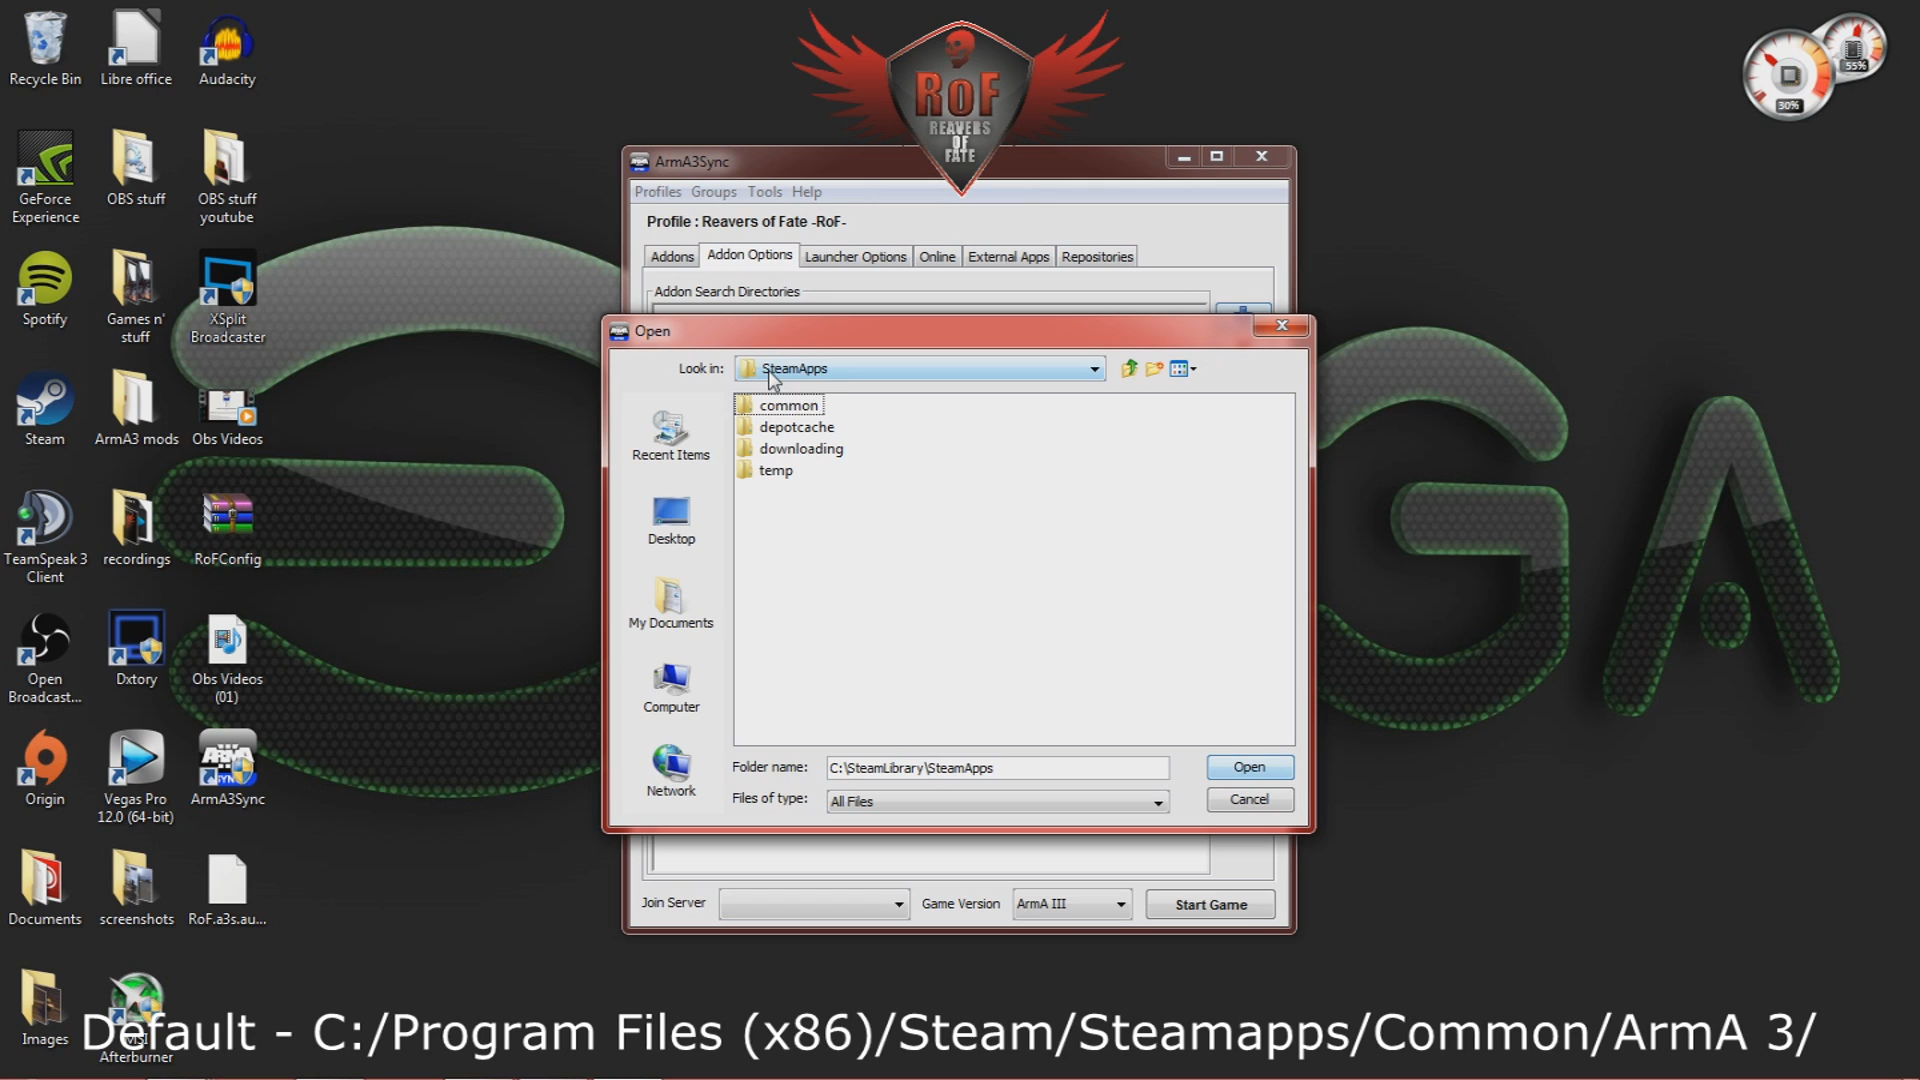 Recycle Bin
Libre office
Audacity
GeForce
Experience
OBS stuff
OBS stuff
youtube
Spotify
Games n'
stuff
XSplit
Broadcaster
Steam
ArmA3 mods
Obs Videos
TeamSpeak 3
Client
recordings
RoFConfig
Open
Broadcast...
Dxtory
Obs Videos
(01)
Origin
Vegas Pro
12.0 (64-bit)
ArmA3Sync
Documents
screenshots
RoF.a3s.au...
Images
MSI
Afterburner
RoF
REAVERS
OF
FATE
30%
55%
ArmA3Sync
Profiles Groups Tools Help
Profile : Reavers of Fate -RoF-
Addons Addon Options Launcher Options Online External Apps Repositories
Addon Search Directories
Open
Look in: SteamApps
common
depotcache
downloading
temp
Recent Items
Desktop
My Documents
Computer
Network
Folder name: C:\SteamLibrary\SteamApps Open
Files of type: All Files Cancel
Join Server Game Version ArmA III Start Game
GA
Default - C:/Program Files (x86)/Steam/Steamapps/Common/ArmA 3/